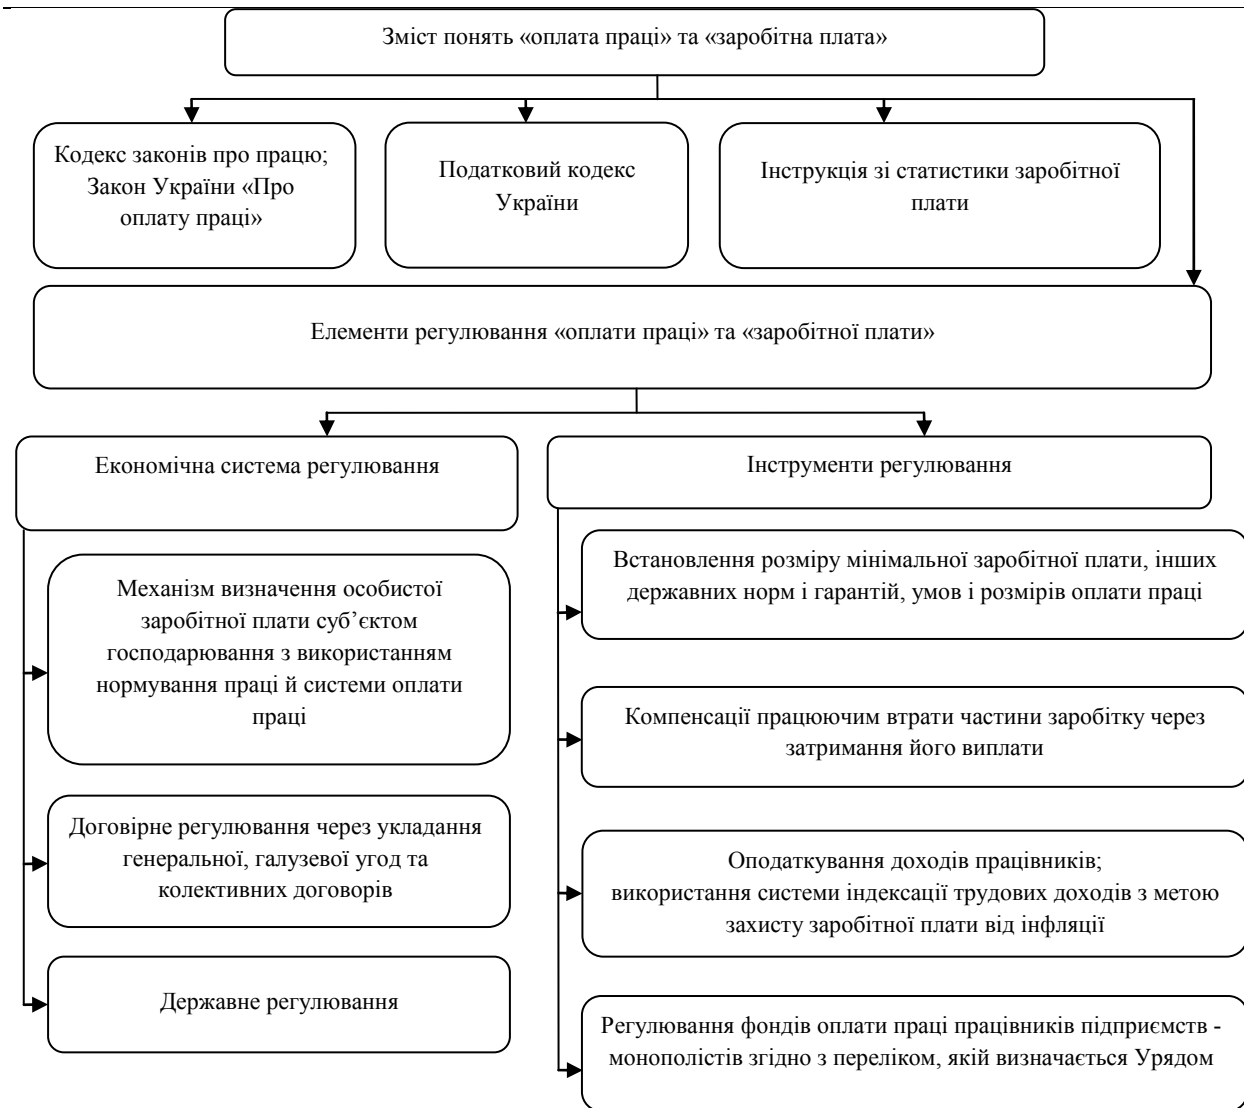 Зміст понять «оплата праці» та «заробітна плата»
Кодекс законів про працю;
Закон України «Про
оплату праці»
Податковий кодекс
України
Інструкція зі статистики заробітної
плати
Елементи регулювання «оплати праці» та «заробітної плати»
Економічна система регулювання
Механізм визначення особистої
заробітної плати суб’єктом
господарювання з використанням
нормування праці й системи оплати
праці
Договірне регулювання через укладання
генеральної, галузевої угод та
колективних договорів
Державне регулювання
Інструменти регулювання
Встановлення розміру мінімальної заробітної плати, інших
державних норм і гарантій, умов і розмірів оплати праці
Компенсації працюючим втрати частини заробітку через
затримання його виплати
Оподаткування доходів працівників;
використання системи індексації трудових доходів з метою
захисту заробітної плати від інфляції
Регулювання фондів оплати праці працівників підприємств -
монополістів згідно з переліком, якій визначається Урядом